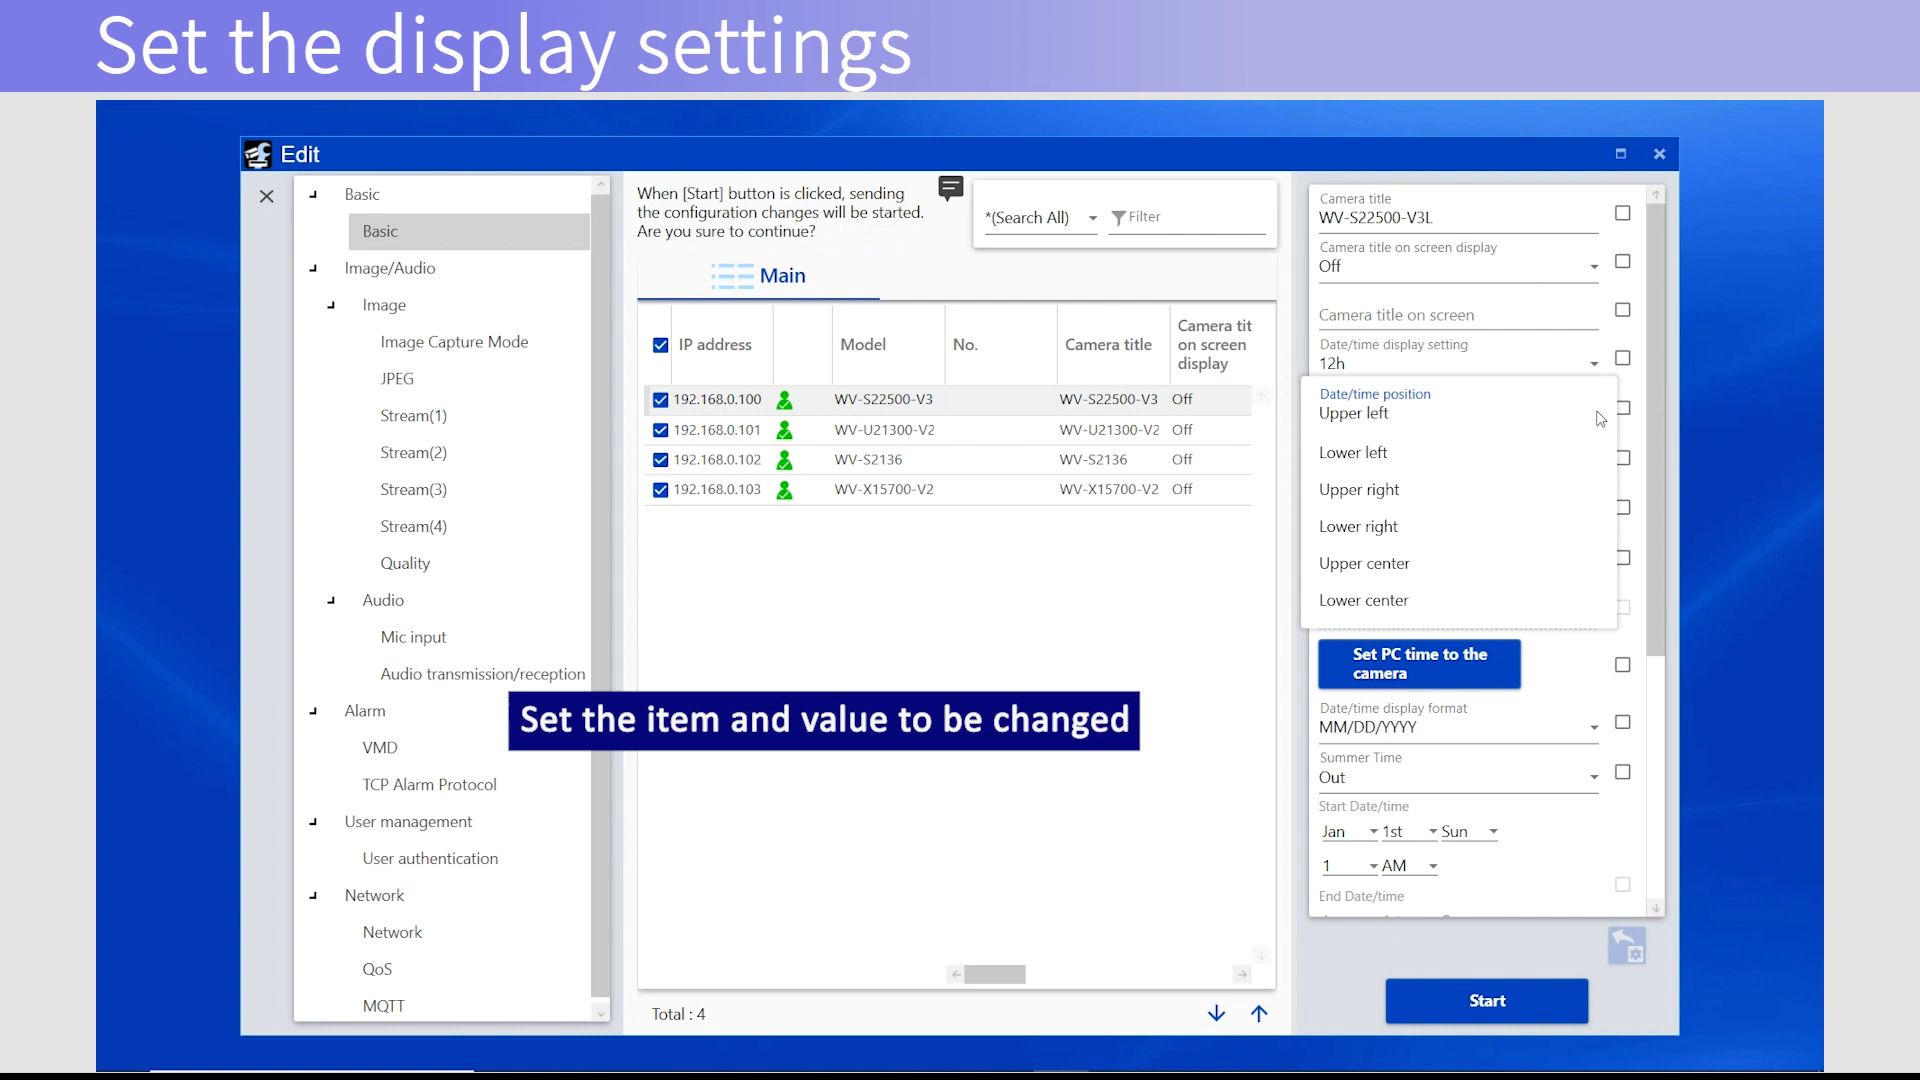 Set the display settings
Edit
Basic
Basic
Image/Audio
Image
Image Capture Mode
JPEG
Stream(1)
Stream(2)
Stream(3)
Stream(4)
Quality
Audio
Mic input
Audio transmission/reception
Alarm
VMD
TCP Alarm Protocol
User management
User authentication
Network
Network
QoS
MQTT
When [Start] button is clicked, sending
the configuration changes will be started.
Are you sure to continue?
*(Search All)
Filter
Main
IP address
Model
No.
Camera title
Camera tit
on screen
display
192.168.0.100 WV-S22500-V3 WV-S22500-V3 Off
192.168.0.101 WV-U21300-V2 WV-U21300-V2 Off
192.168.0.102 WV-S2136 WV-S2136 Off
192.168.0.103 WV-X15700-V2 WV-X15700-V2 Off
Set the item and value to be changed
Total : 4
Camera title
WV-S22500-V3L
Camera title on screen display
Off
Camera title on screen
Date/time display setting
12h
Date/time position
Upper left
Lower left
Upper right
Lower right
Upper center
Lower center
Set PC time to the
camera
Date/time display format
MM/DD/YYYY
Summer Time
Out
Start Date/time
Jan 1st Sun
1 AM
End Date/time
Start